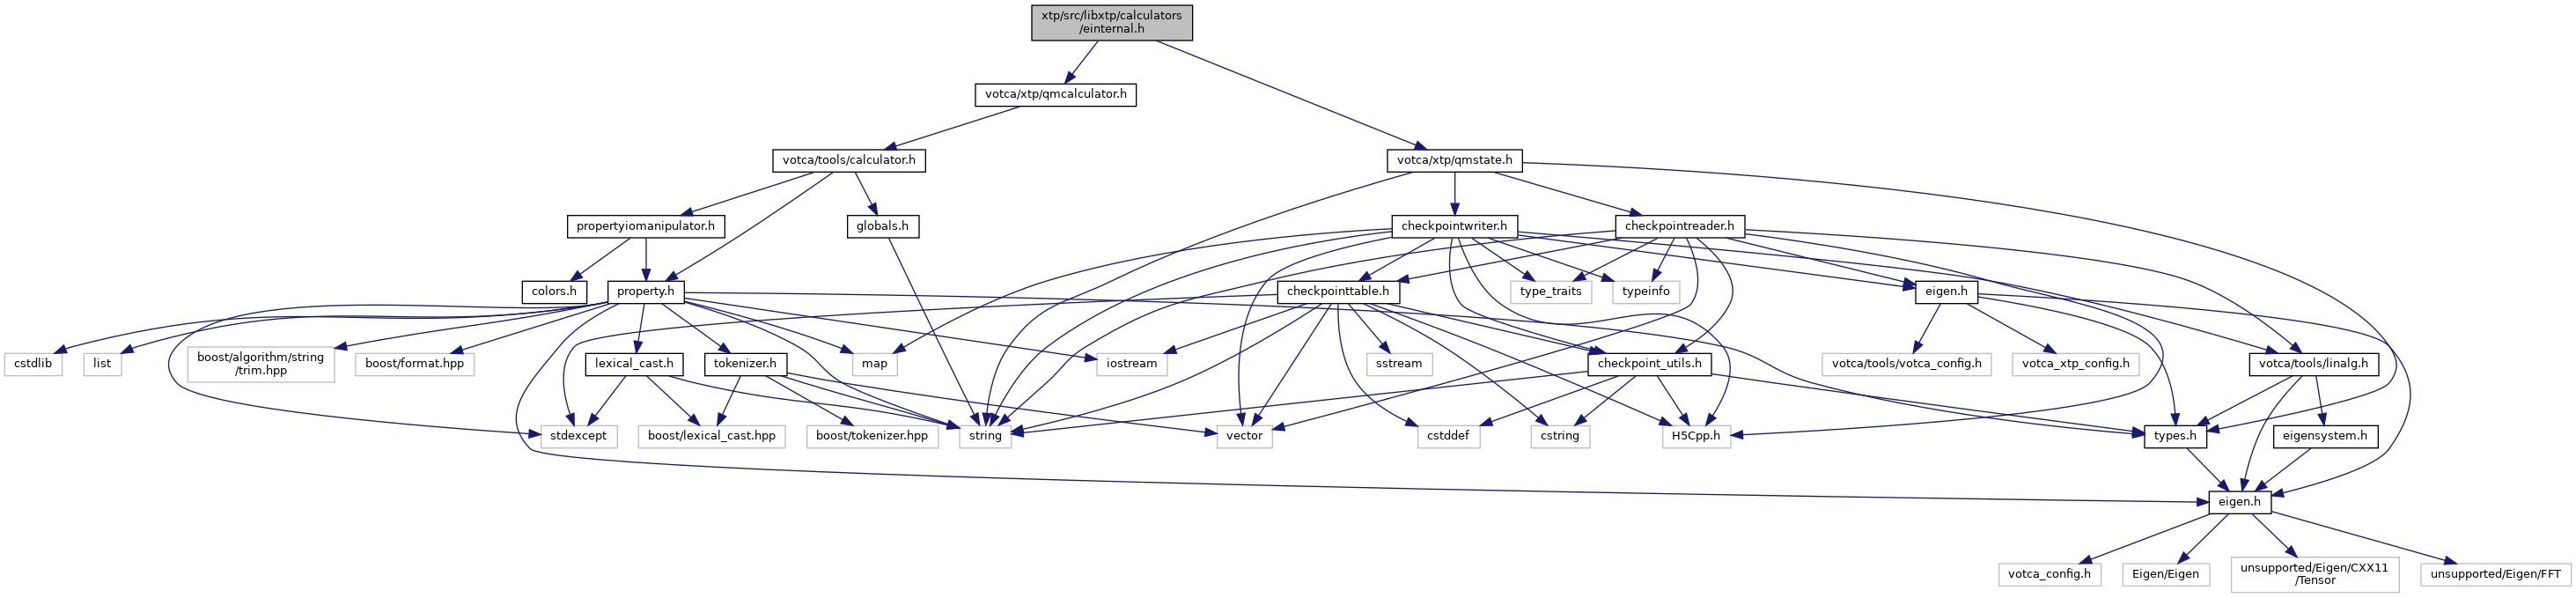 xtp/src/libxtp/calculators
/einternal.h
votca/xtp/qmcalculator.h
votca/tools/calculator.h
votca/xtp/qmstate.h
propertyiomanipulator.h
globals.h
checkpointwriter.h
checkpointreader.h
colors.h
property.h
checkpointtable.h
type_traits
typeinfo
eigen.h
cstdlib
list
boost/algorithm/string
/trim.hpp
boost/format.hpp
lexical_cast.h
tokenizer.h
map
iostream
sstream
checkpoint_utils.h
votca/tools/votca_config.h
votca_xtp_config.h
votca/tools/linalg.h
stdexcept
boost/lexical_cast.hpp
boost/tokenizer.hpp
string
vector
cstddef
cstring
H5Cpp.h
types.h
eigensystem.h
eigen.h
votca_config.h
Eigen/Eigen
unsupported/Eigen/CXX11
/Tensor
unsupported/Eigen/FFT